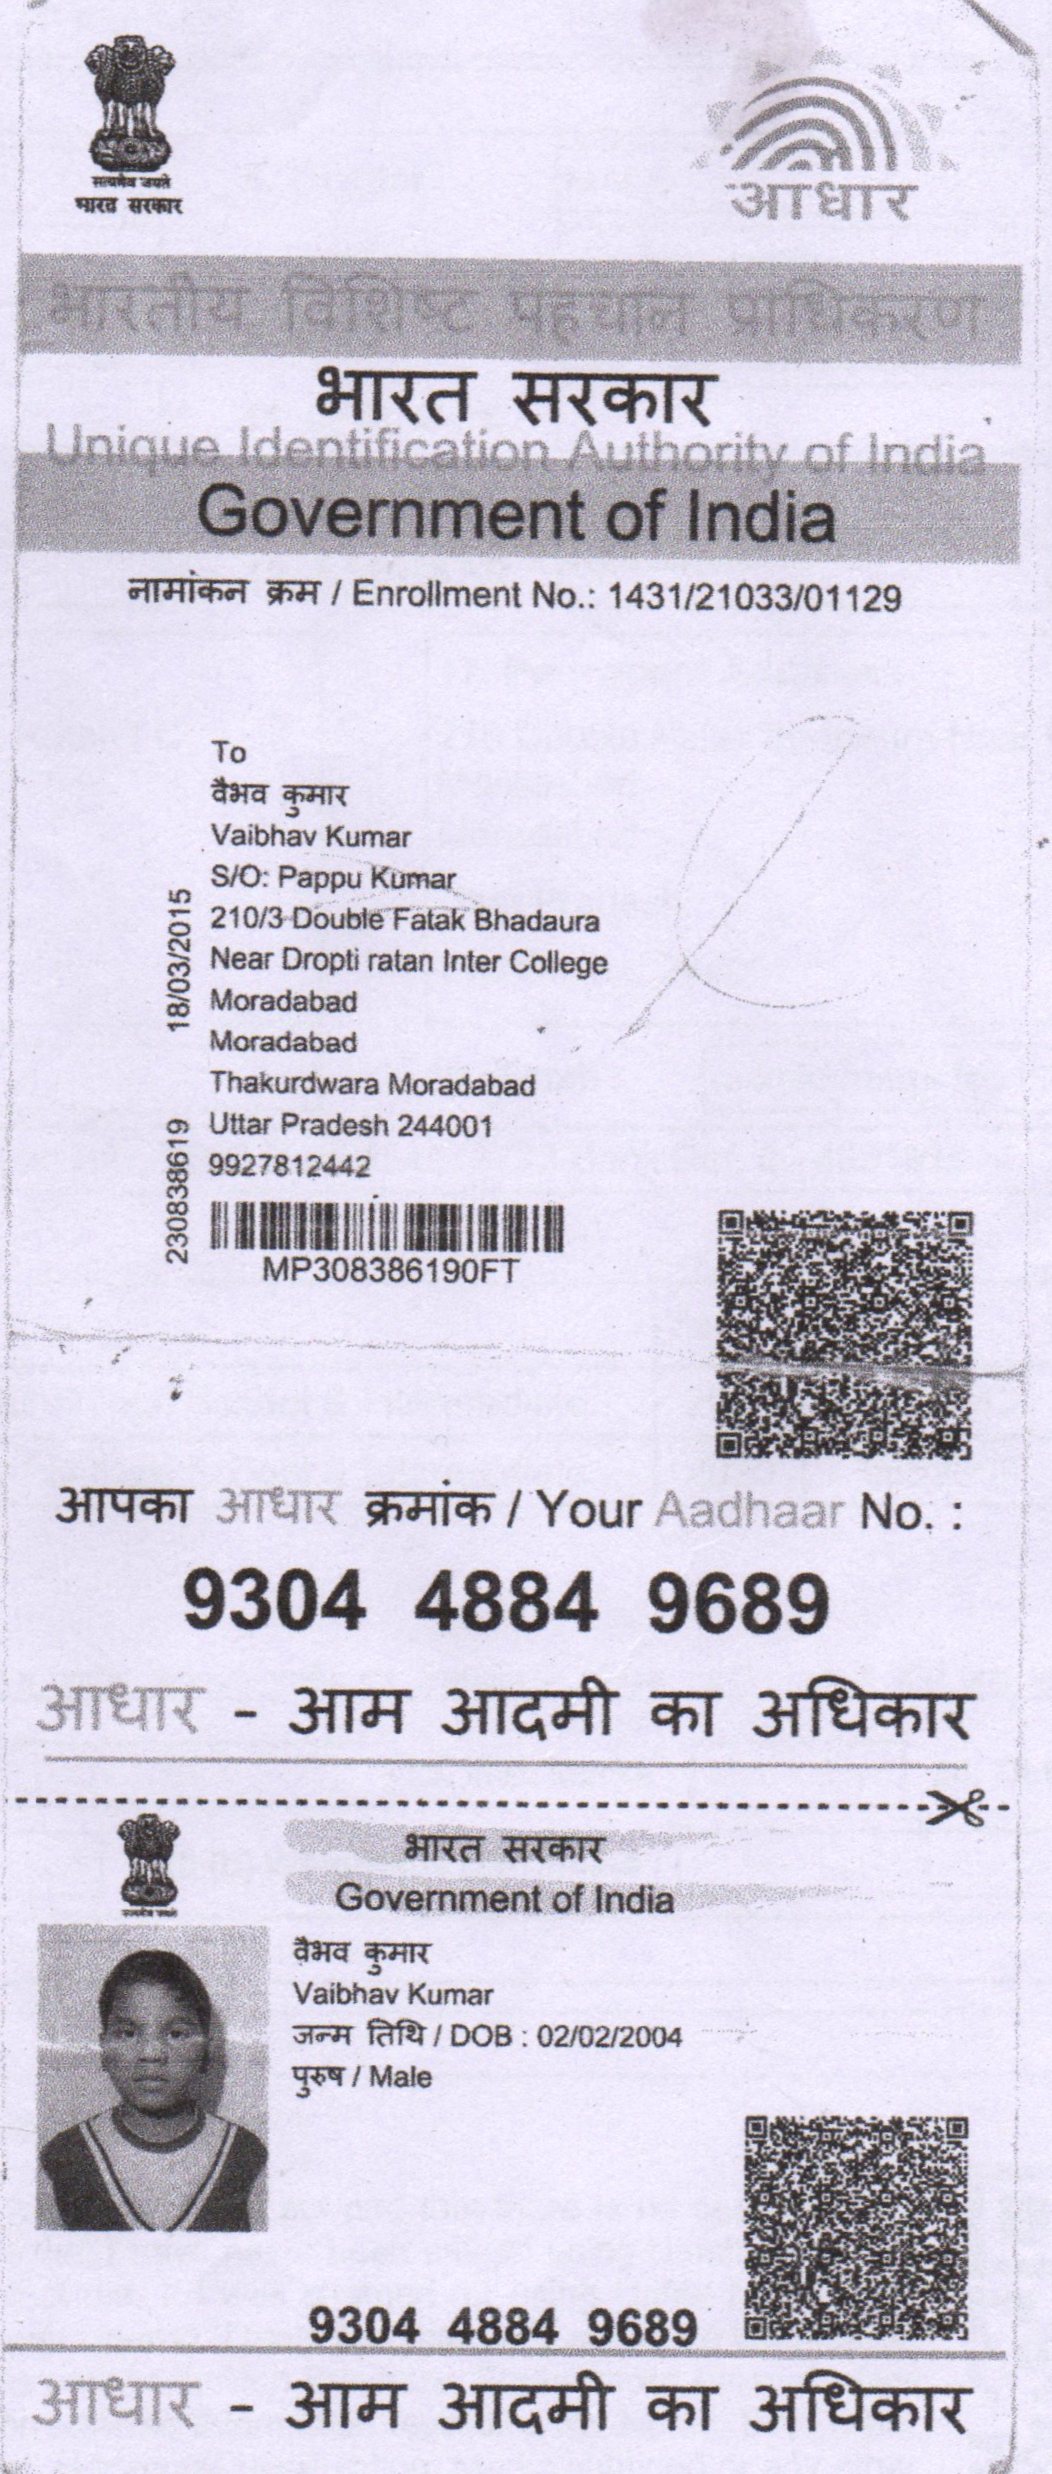 सत्यमेव जयते
भारत सरकार
आधार
भारतीय विशिष्ट पहचान प्राधिकरण
भारत सरकार
Unique Identification Authority of India
Government of India
नामांकन क्रम / Enrollment No.: 1431/21033/01129
To
वैभव कुमार
Vaibhav Kumar
S/O: Pappu Kumar
210/3 Double Fatak Bhadaura
Near Dropti ratan Inter College
Moradabad
Moradabad
Thakurdwara Moradabad
Uttar Pradesh 244001
9927812442
18/03/2015
230838619
MP308386190FT
आपका आधार क्रमांक / Your Aadhaar No. :
9304 4884 9689
आधार - आम आदमी का अधिकार
भारत सरकार
Government of India
वैभव कुमार
Vaibhav Kumar
जन्म तिथि / DOB : 02/02/2004
पुरुष / Male
9304 4884 9689
आधार - आम आदमी का अधिकार